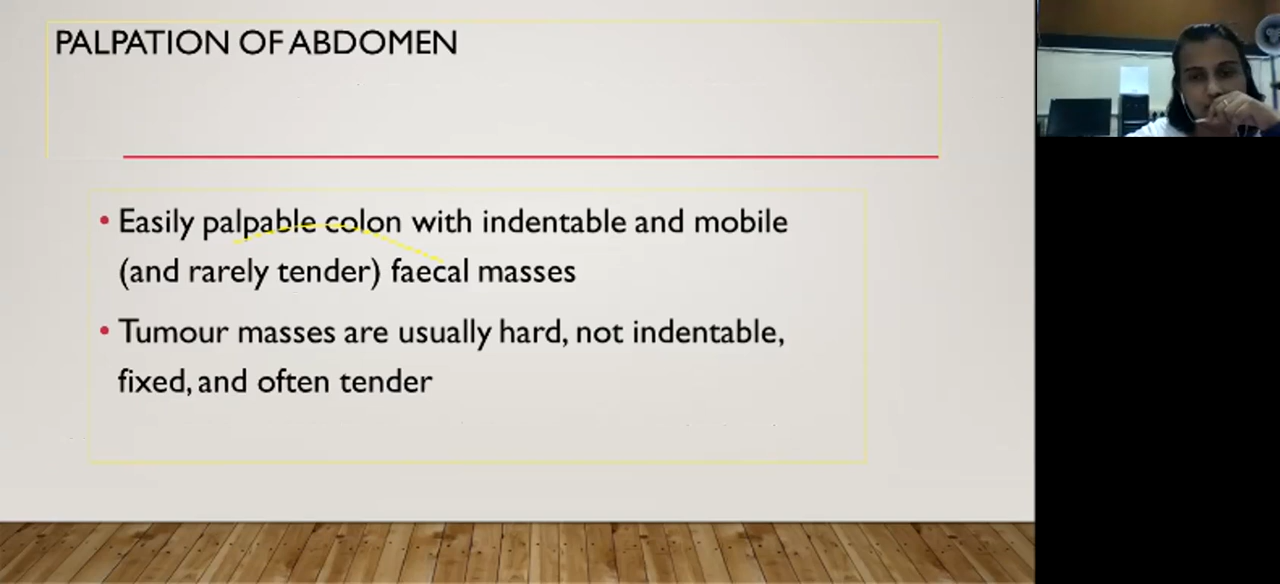 PALPATION OF ABDOMEN
• Easily palpable colon with indentable and mobile
(and rarely tender) faecal masses
• Tumour masses are usually hard, not indentable,
fixed, and often tender